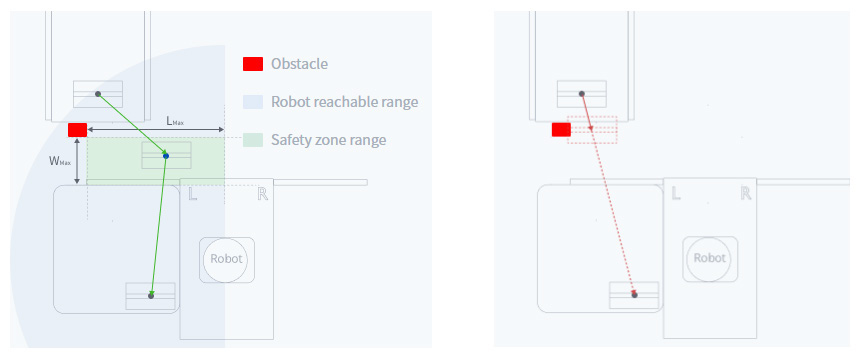 Obstacle
Robot reachable range
LMax
Safety zone range
WMax
L R
Robot
L R
Robot